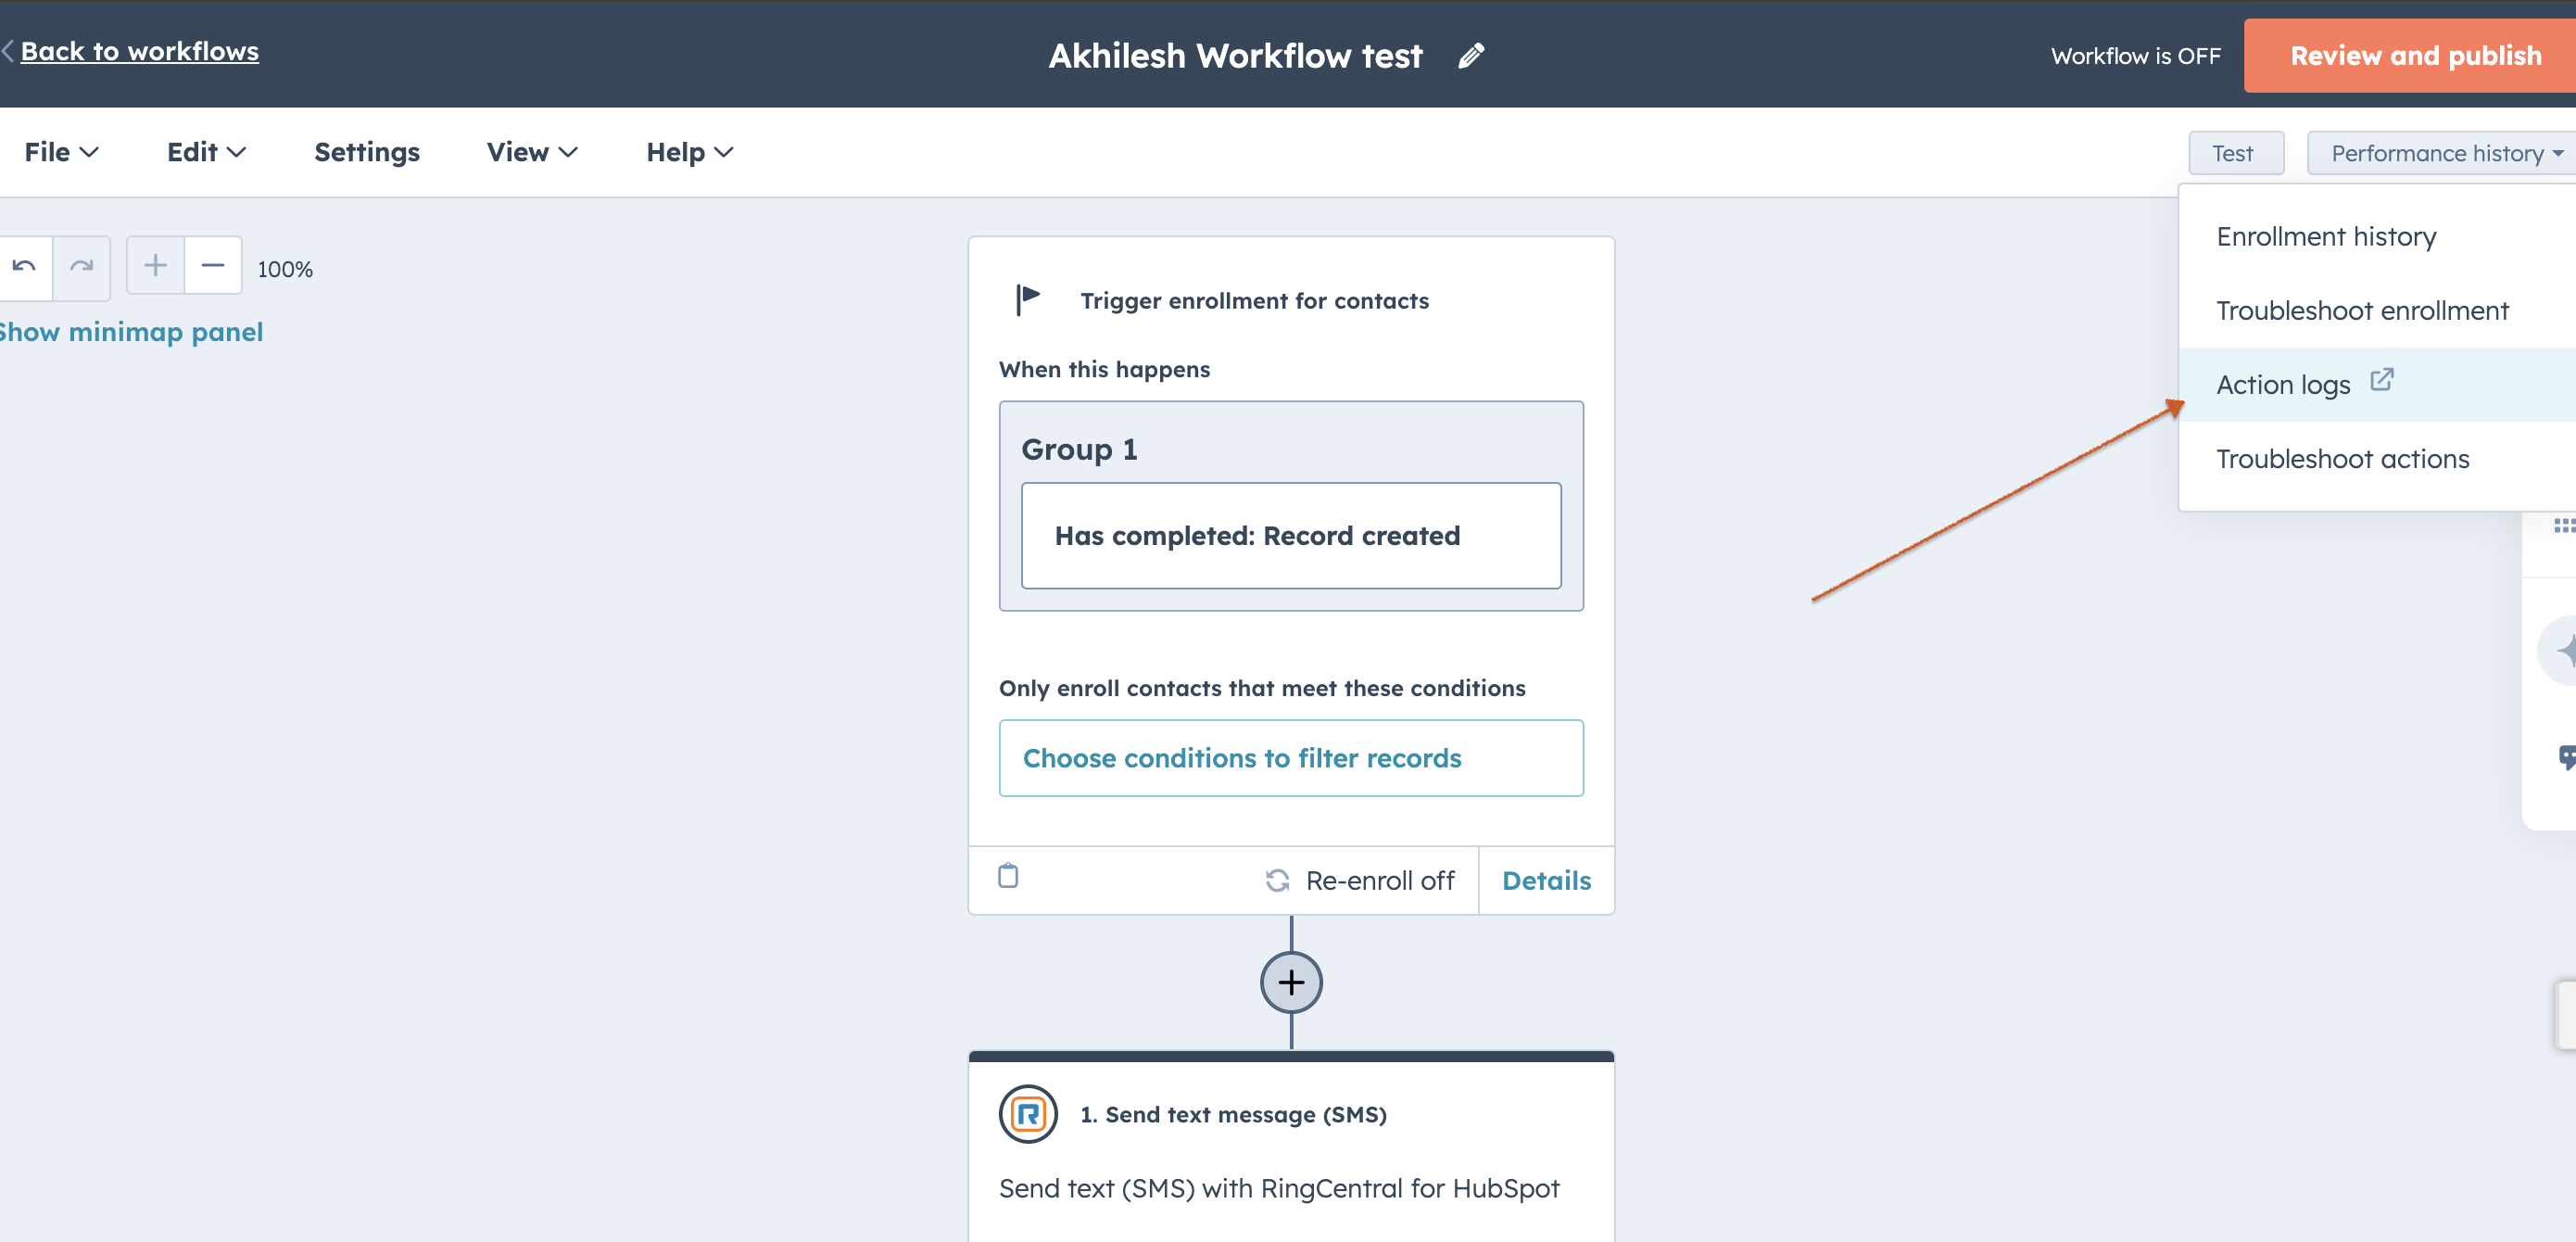 Back to workflows
Akhilesh Workflow test
Workflow is OFF
Review and publish
File
Edit
Settings
View
Help
Test
Performance history
Enrollment history
Troubleshoot enrollment
Action logs
Troubleshoot actions
100%
Show minimap panel
Trigger enrollment for contacts
When this happens
Group 1
Has completed: Record created
Only enroll contacts that meet these conditions
Choose conditions to filter records
Re-enroll off
Details
1. Send text message (SMS)
Send text (SMS) with RingCentral for HubSpot